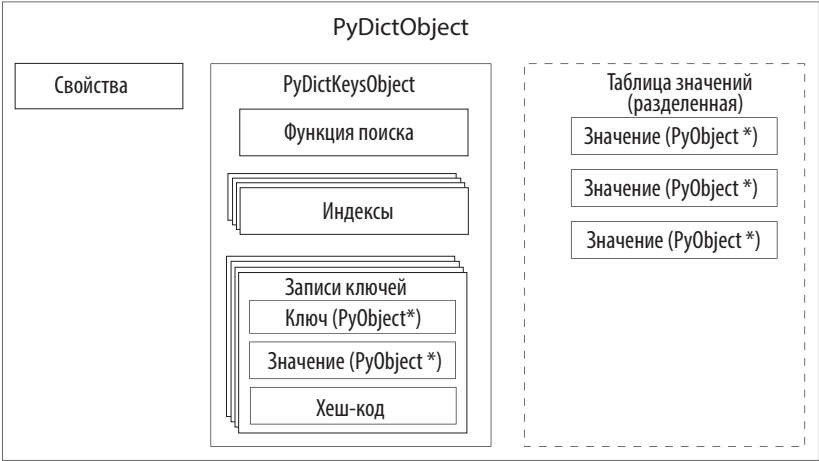 PyDictObject
Свойства
PyDictKeysObject
Функция поиска
Индексы
Записи ключей
Ключ (PyObject*)
Значение (PyObject *)
Хеш-код
Таблица значений
(разделенная)
Значение (PyObject *)
Значение (PyObject *)
Значение (PyObject *)